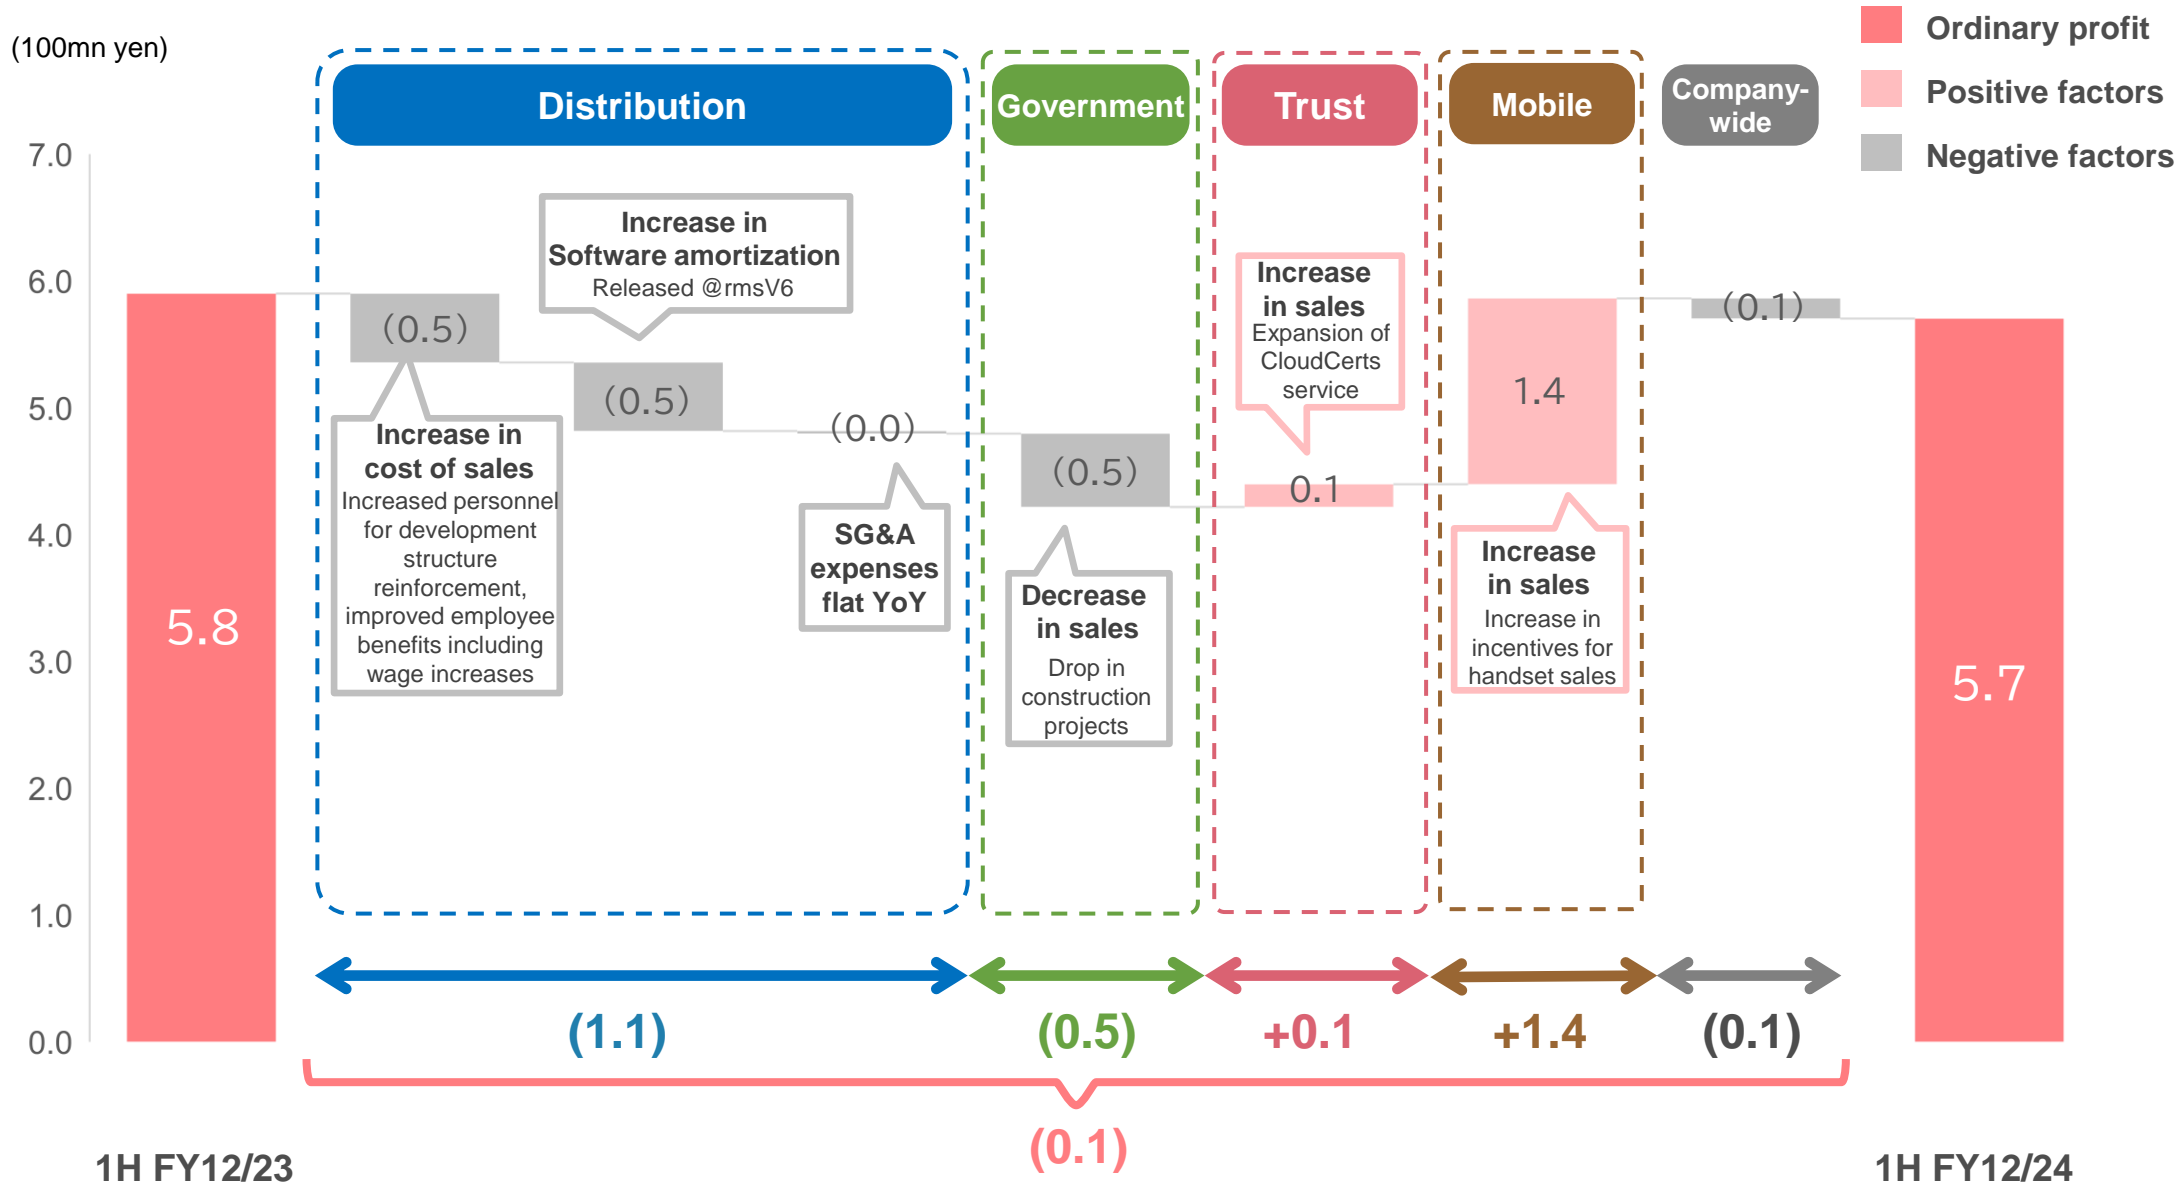 (100mn yen)
Ordinary profit
Positive factors
Negative factors
Distribution
Government
Trust
Mobile
Company-
wide
7.0
6.0
5.0
4.0
3.0
2.0
1.0
0.0
5.8
(0.5)
Increase in
cost of sales
Increased personnel
for development
structure
reinforcement,
improved employee
benefits including
wage increases
Increase in
Software amortization
Released @rmsV6
(0.5)
(0.0)
SG&A
expenses
flat YoY
(0.5)
Decrease
in sales
Drop in
construction
projects
Increase
in sales
Expansion of
CloudCerts
service
0.1
1.4
Increase
in sales
Increase in
incentives for
handset sales
(0.1)
5.7
(1.1)
(0.5)
+0.1
+1.4
(0.1)
(0.1)
1H FY12/23
1H FY12/24